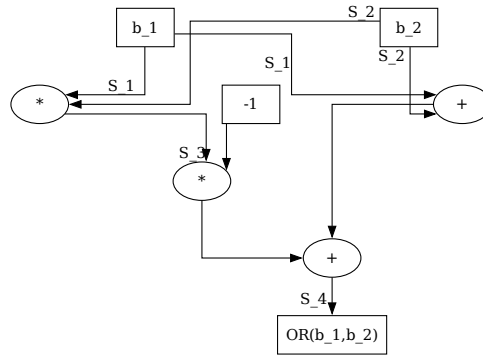 S_2
b_1
b_2
S_2
S_1
S_1
*
-1
+
S_3
*
+
S_4
OR(b_1,b_2)